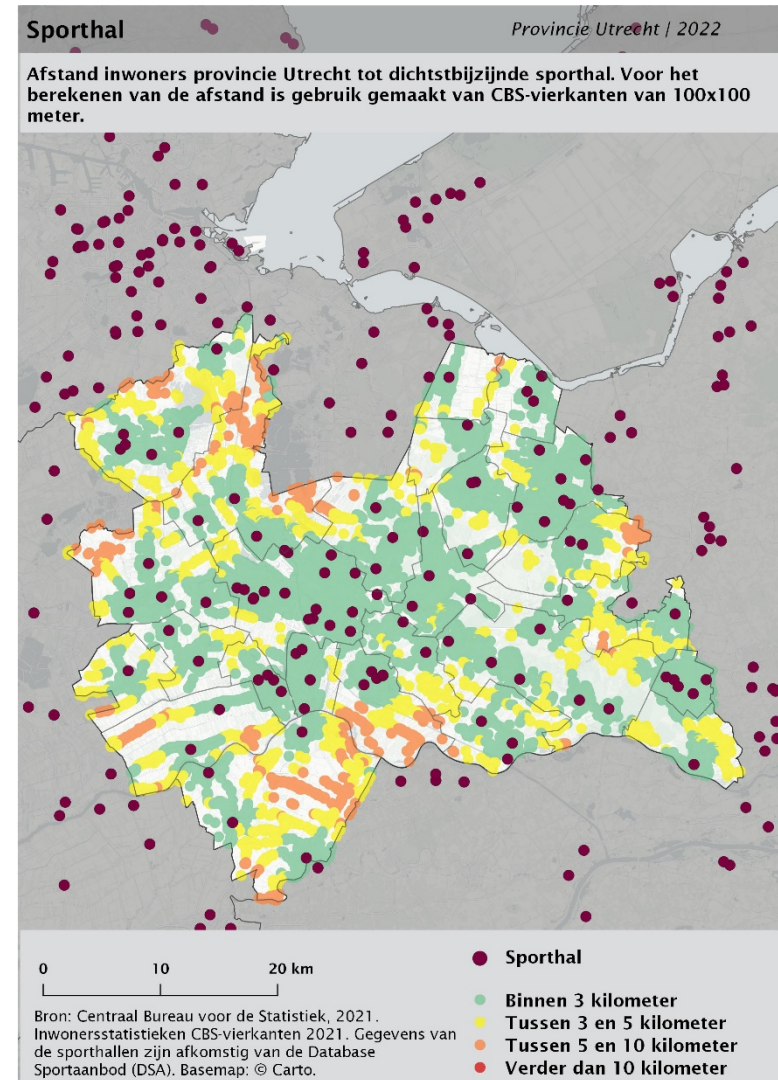 Sporthal
Provincie Utrecht | 2022
Afstand inwoners provincie Utrecht tot dichtstbijzijnde sporthal. Voor het
berekenen van de afstand is gebruik gemaakt van CBS-vierkanten van 100x100
meter.
0 10 20 km
Bron: Centraal Bureau voor de Statistiek, 2021.
Inwonersstatistieken CBS-vierkanten 2021. Gegevens van
de sporthallen zijn afkomstig van de Database
Sportaanbod (DSA). Basemap: © Carto.
Sporthal
Binnen 3 kilometer
Tussen 3 en 5 kilometer
Tussen 5 en 10 kilometer
Verder dan 10 kilometer